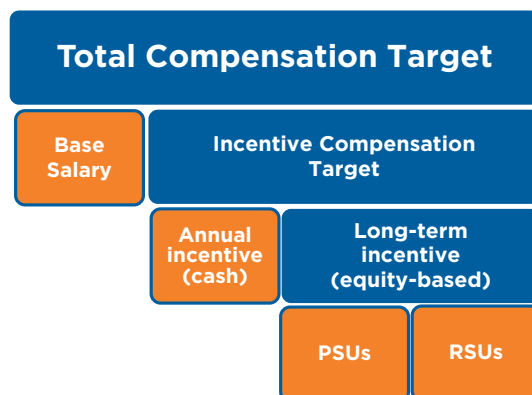 Total Compensation Target
Base
Salary
Incentive Compensation
Target
Annual
incentive
(cash)
Long-term
incentive
(equity-based)
PSUs
RSUs